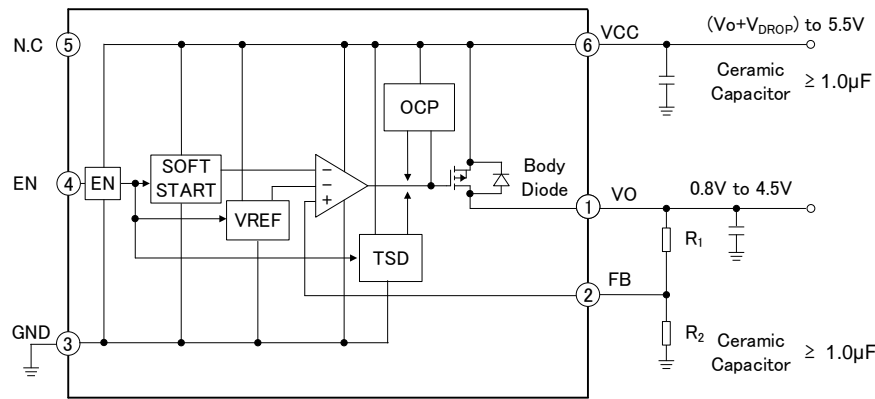 N.C
5
6
VCC
(Vo+VDROP) to 5.5V
Ceramic
Capacitor
≥ 1.0μF
OCP
EN
4
EN
SOFT
START
−
−
+
Body
Diode
VREF
TSD
1
VO
0.8V to 4.5V
R1
2
FB
GND
3
R2
Ceramic
Capacitor
≥ 1.0μF